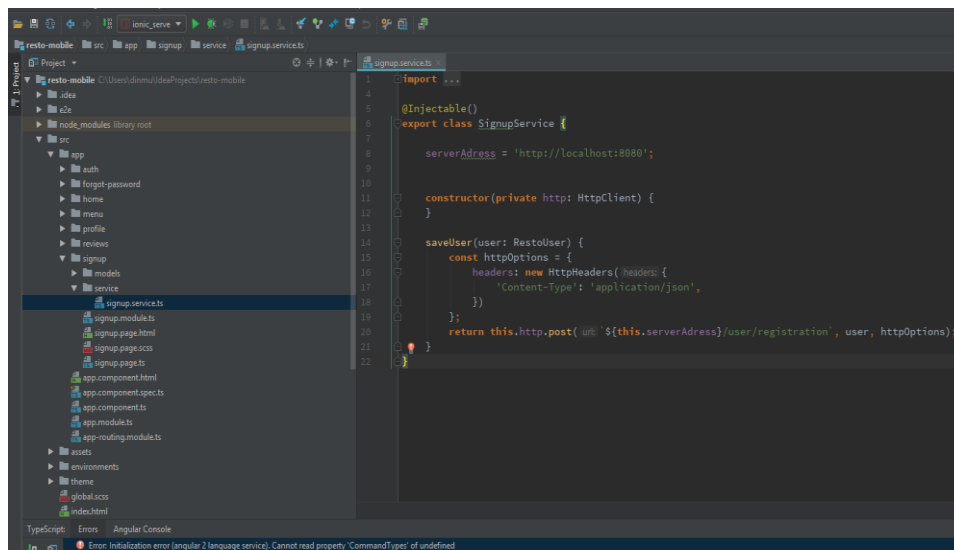 ionic_serve
resto-mobile src app signup service signup.service.ts
Project
signup.service.ts
1: Project
resto-mobile C:\Users\dinmu\IdeaProjects\resto-mobile
.idea
e2e
node_modules library root
src
app
auth
forgot-password
home
menu
profile
reviews
signup
models
service
signup.service.ts
signup.module.ts
signup.page.html
signup.page.scss
signup.page.ts
app.component.html
app.component.spec.ts
app.component.ts
app.module.ts
app-routing.module.ts
assets
environments
theme
global.scss
index.html
1 import ...
4
5 @Injectable()
6 export class SignupService {
7
8 serverAdress = 'http://localhost:8080';
9
10
11 constructor(private http: HttpClient) {
12 }
13
14 saveUser(user: RestoUser) {
15 const httpOptions = {
16 headers: new HttpHeaders( headers: {
17 'Content-Type': 'application/json',
18 })
19 };
20 return this.http.post( url: `${this.serverAdress}/user/registration`, user, httpOptions);
21 }
22 }
TypeScript: Errors Angular Console
Error: Initialization error (angular 2 language service). Cannot read property 'CommandTypes' of undefined